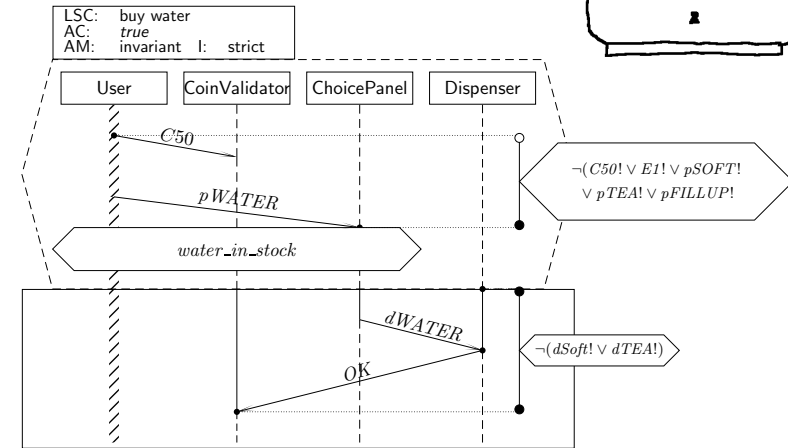 LSC: buy water
AC: true
AM: invariant I: strict
2
User CoinValidator ChoicePanel Dispenser
C50
¬(C50! ∨ E1! ∨ pSOFT!
∨ pTEA! ∨ pFILLUP!
pWATER
water_in_stock
dWATER
¬(dSoft! ∨ dTEA!)
OK